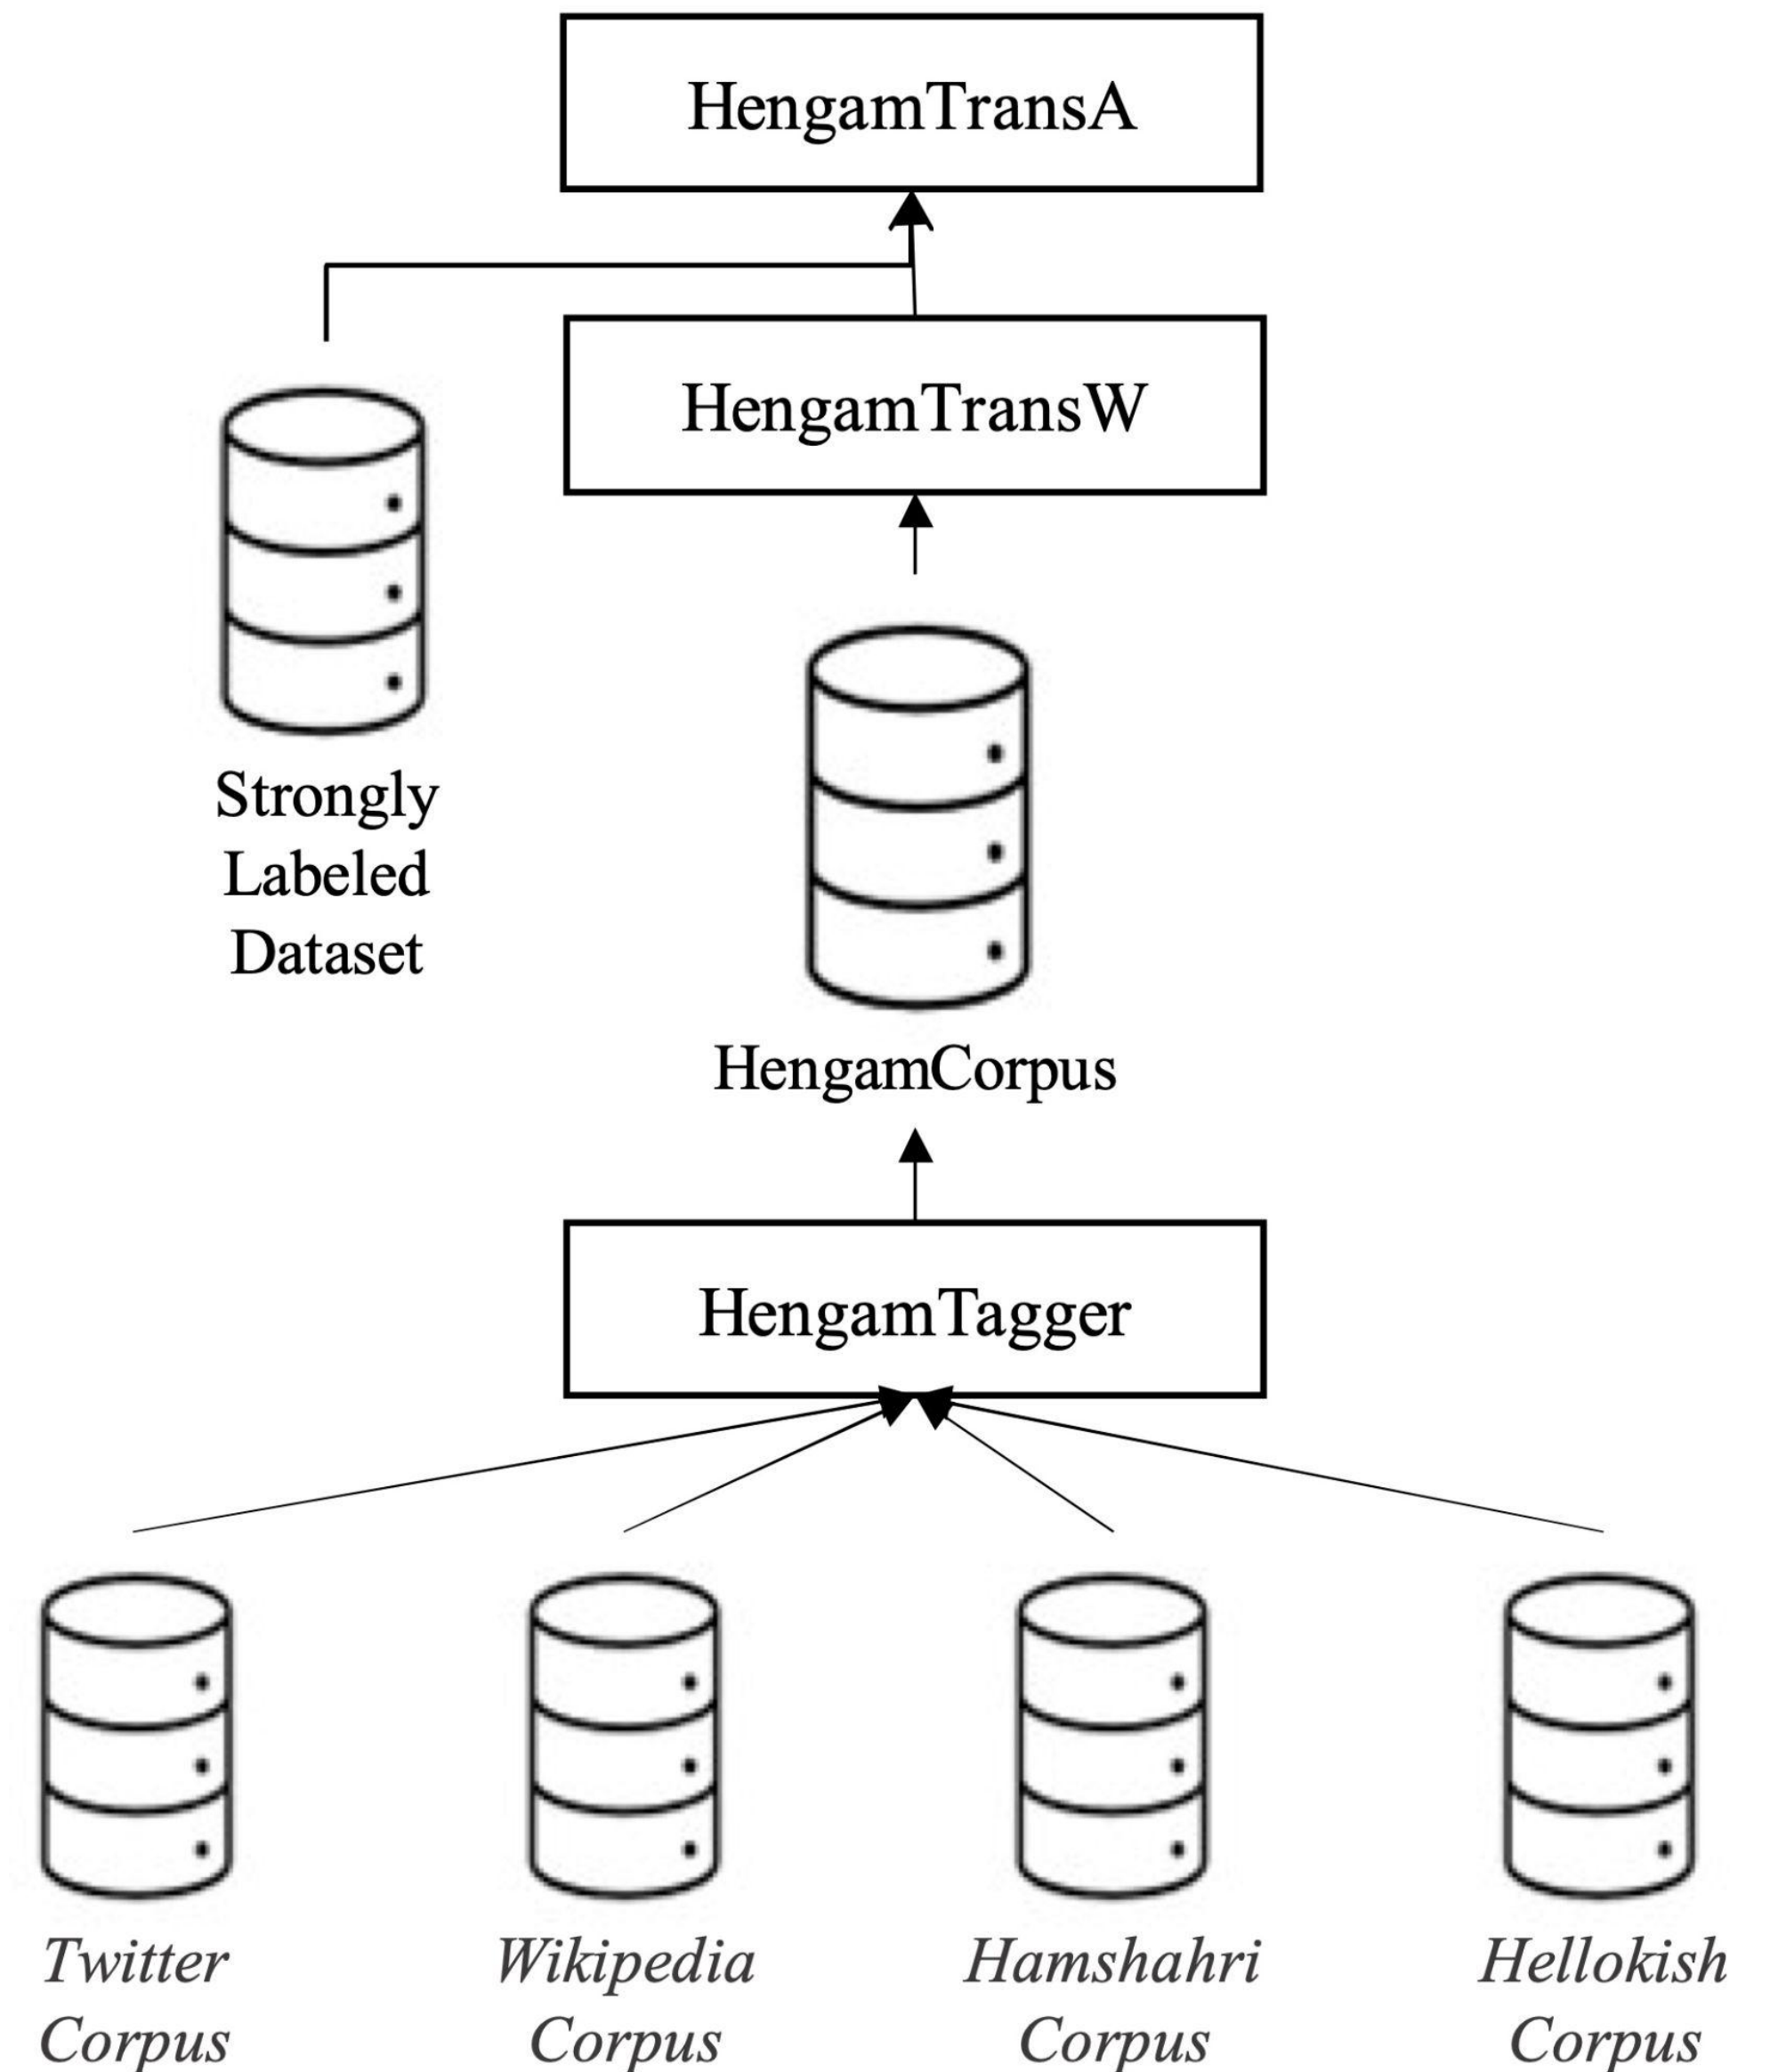 HengamTransA
HengamTransW
Strongly
Labeled
Dataset
HengamCorpus
HengamTagger
Twitter
Corpus
Wikipedia
Corpus
Hamshahri
Corpus
Hellokish
Corpus